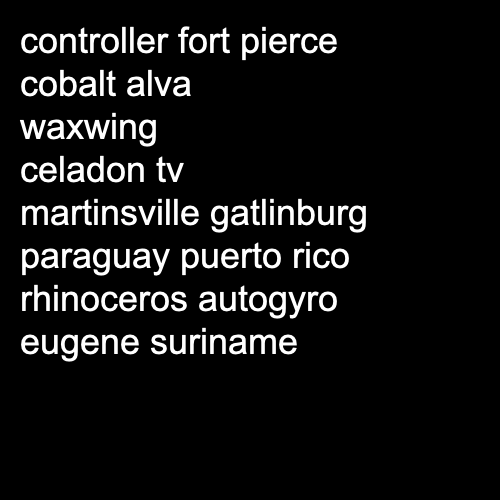 controller fort pierce
cobalt alva
waxwing
celadon tv
martinsville gatlinburg
paraguay puerto rico
rhinoceros autogyro
eugene suriname